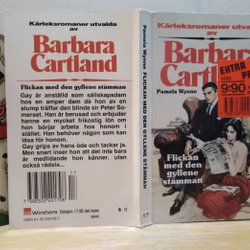 Kärleksromaner utvalda
av
Barbara
Cartland
Flickan med den gyllene stämman
Gay är anställd som sällskapsdam
hos en amper dam då hon av en
slump träffar den blinde sir Peter So-
merset. Han är berusad och erbjuder
henne en mycket frikostig lön om
hon börjar arbeta hos honom i
stället. Hon behöver någon som kan
läsa för honom.
Gay grips av hans öde och tackar ja.
Men snart inser hon att det inte bara
är medlidande hon känner, utan
också rädsla...
Winthers
Nr. 17
Pamela Wynne
FLICKAN MED DEN GYLLENE STÄMMAN
17
Kärleksromaner utvalda
av
Barbara
Cartland
Pamela Wynne
EXTRA
9:90
Flickan
med den
gyllene
stämman